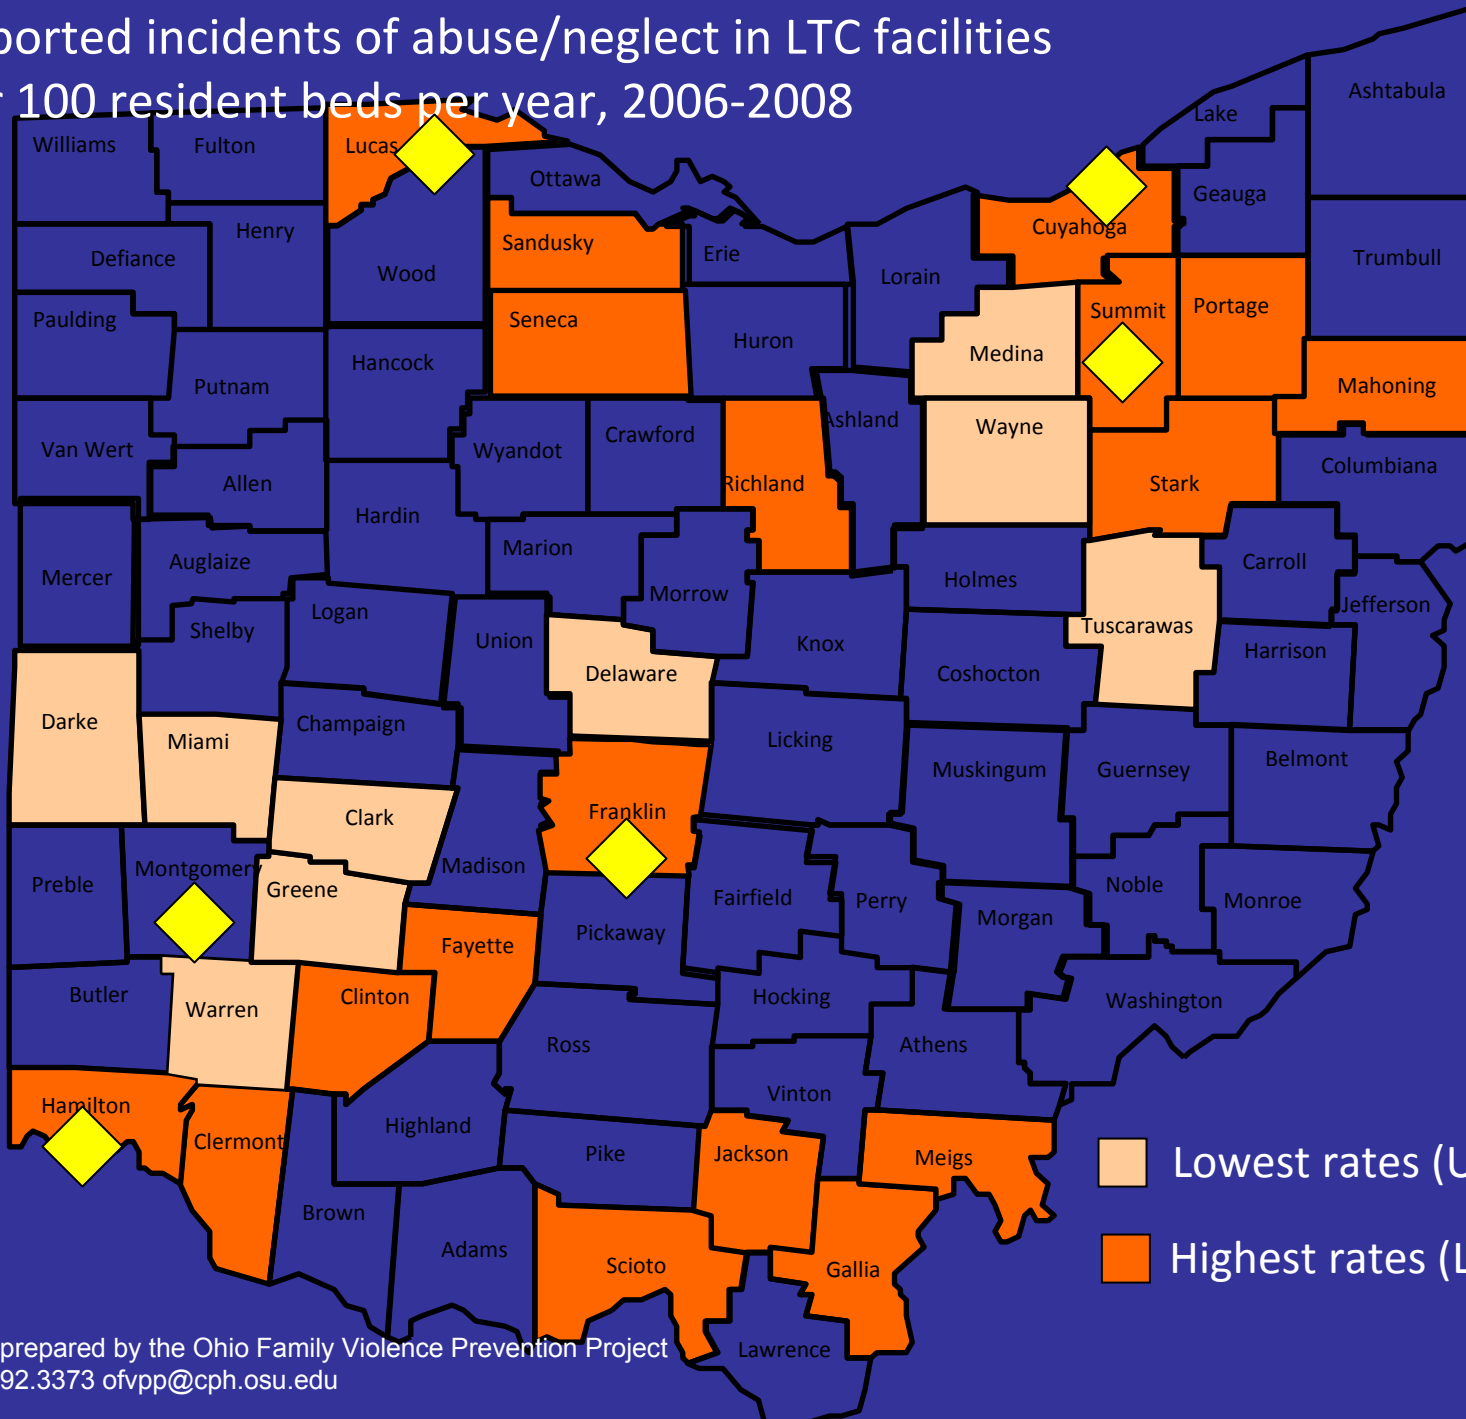 ported incidents of abuse/neglect in LTC facilities
100 resident beds per year, 2006-2008
Ashtabula
Lake
Williams
Fulton
Lucas
Ottawa
Geauga
Henry
Cuyahoga
Sandusky
Erie
Defiance
Wood
Lorain
Trumbull
Paulding
Seneca
Summit
Portage
Huron
Medina
Hancock
Putnam
Mahoning
Ashland
Wayne
Van Wert
Wyandot
Crawford
Columbiana
Allen
Richland
Stark
Hardin
Marion
Auglaize
Carroll
Mercer
Holmes
Morrow
Jefferson
Logan
Shelby
Tuscarawas
Union
Knox
Harrison
Delaware
Coshocton
Darke
Champaign
Miami
Licking
Belmont
Muskingum
Guernsey
Clark
Franklin
Madison
Montgomery
Preble
Greene
Noble
Fairfield
Perry
Monroe
Morgan
Pickaway
Fayette
Butler
Clinton
Hocking
Washington
Warren
Ross
Athens
Vinton
Hamilton
Highland
Clermont
Pike
Jackson
Meigs
Lowest rates (U
Brown
Adams
Scioto
Gallia
Highest rates (L
Lawrence
prepared by the Ohio Family Violence Prevention Project
92.3373 ofvpp@cph.osu.edu